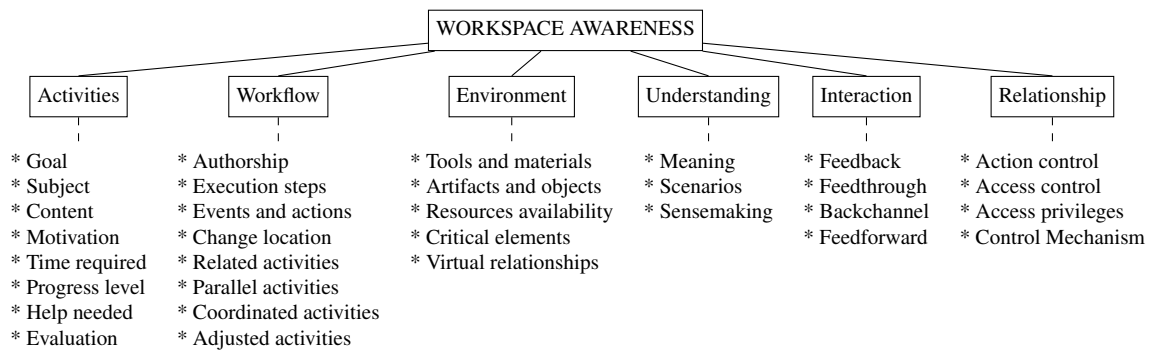 WORKSPACE AWARENESS
Activities
Workflow
Environment
Understanding
Interaction
Relationship
* Goal
* Subject
* Content
* Motivation
* Time required
* Progress level
* Help needed
* Evaluation
* Authorship
* Execution steps
* Events and actions
* Change location
* Related activities
* Parallel activities
* Coordinated activities
* Adjusted activities
* Tools and materials
* Artifacts and objects
* Resources availability
* Critical elements
* Virtual relationships
* Meaning
* Scenarios
* Sensemaking
* Feedback
* Feedthrough
* Backchannel
* Feedforward
* Action control
* Access control
* Access privileges
* Control Mechanism